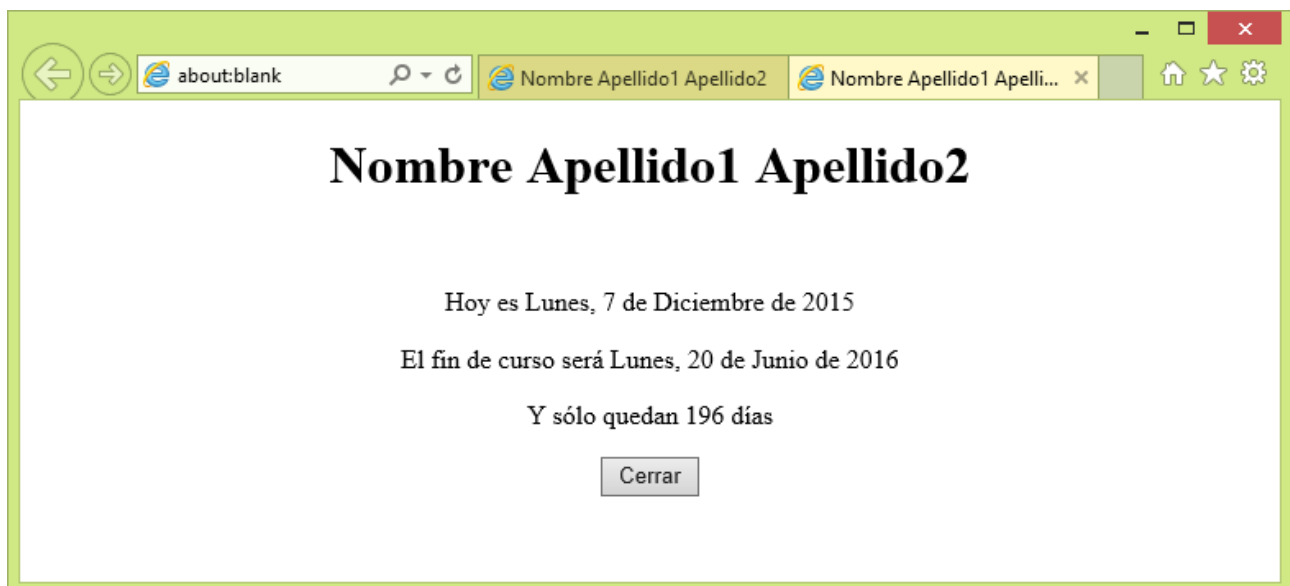 about:blank
Nombre Apellido1 Apellido2
Nombre Apellido1 Apelli...
Nombre Apellido1 Apellido2
Hoy es Lunes, 7 de Diciembre de 2015
El fin de curso será Lunes, 20 de Junio de 2016
Y sólo quedan 196 días
Cerrar